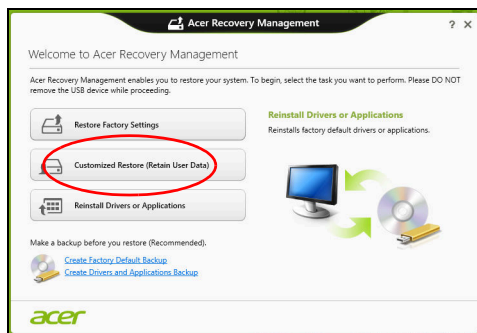 Acer Recovery Management
? ✕
Welcome to Acer Recovery Management
Acer Recovery Management enables you to restore your system. To begin, select the task you want to perform. Please DO NOT
remove the USB device while proceeding.
Restore Factory Settings
Customized Restore (Retain User Data)
Reinstall Drivers or Applications
Reinstall Drivers or Applications
Reinstalls factory default drivers or applications.
Make a backup before you restore (Recommended).
Create Factory Default Backup
Create Drivers and Applications Backup
acer